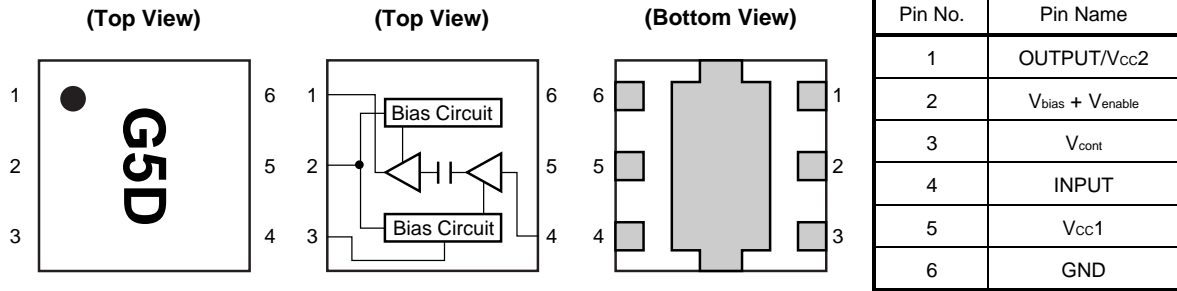 (Top View)
1
2
3
G5D
6
5
4
(Top View)
1
2
3
Bias Circuit
Bias Circuit
6
5
4
(Bottom View)
6
5
4
1
2
3
Pin No. Pin Name
1 OUTPUT/VCC2
2 Vbias + Venable
3 Vcont
4 INPUT
5 VCC1
6 GND